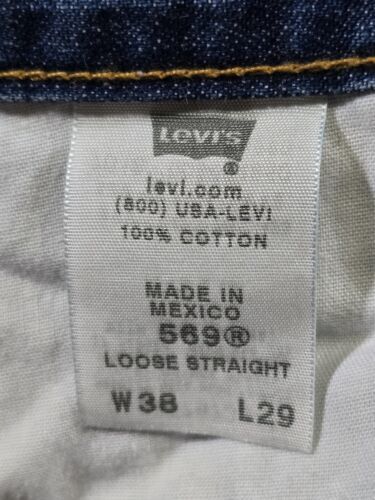 LEVI'S
®
levi.com
(800) USA-LEVI
100% COTTON
MADE IN
MEXICO
569®
LOOSE STRAIGHT
W38 L29